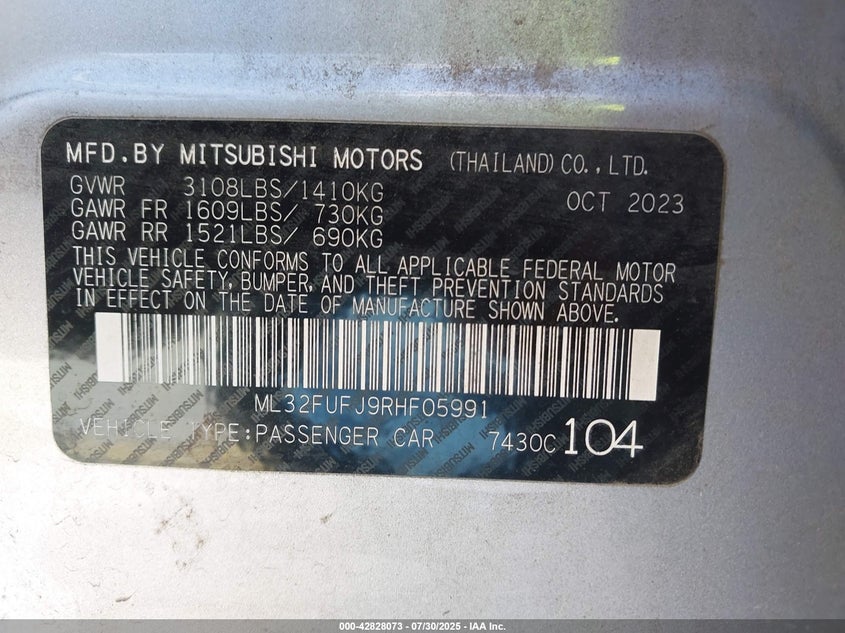 MFD.BY MITSUBISHI MOTORS (THAILAND) CO., LTD.
GVWR 3108LBS/1410KG OCT 2023
GAWR FR 1609LBS/ 730KG
GAWR RR 1521LBS/ 690KG
THIS VEHICLE CONFORMS TO ALL APPLICABLE FEDERAL MOTOR
VEHICLE SAFETY, BUMPER, AND THEFT PREVENTION STANDARDS
IN EFFECT ON THE DATE OF MANUFACTURE SHOWN ABOVE.
ML32FUFJ9RHF05991
VEHICLE TYPE:PASSENGER CAR 7430C 104
000-42828073 / 07/30/2025 - IAA Inc.